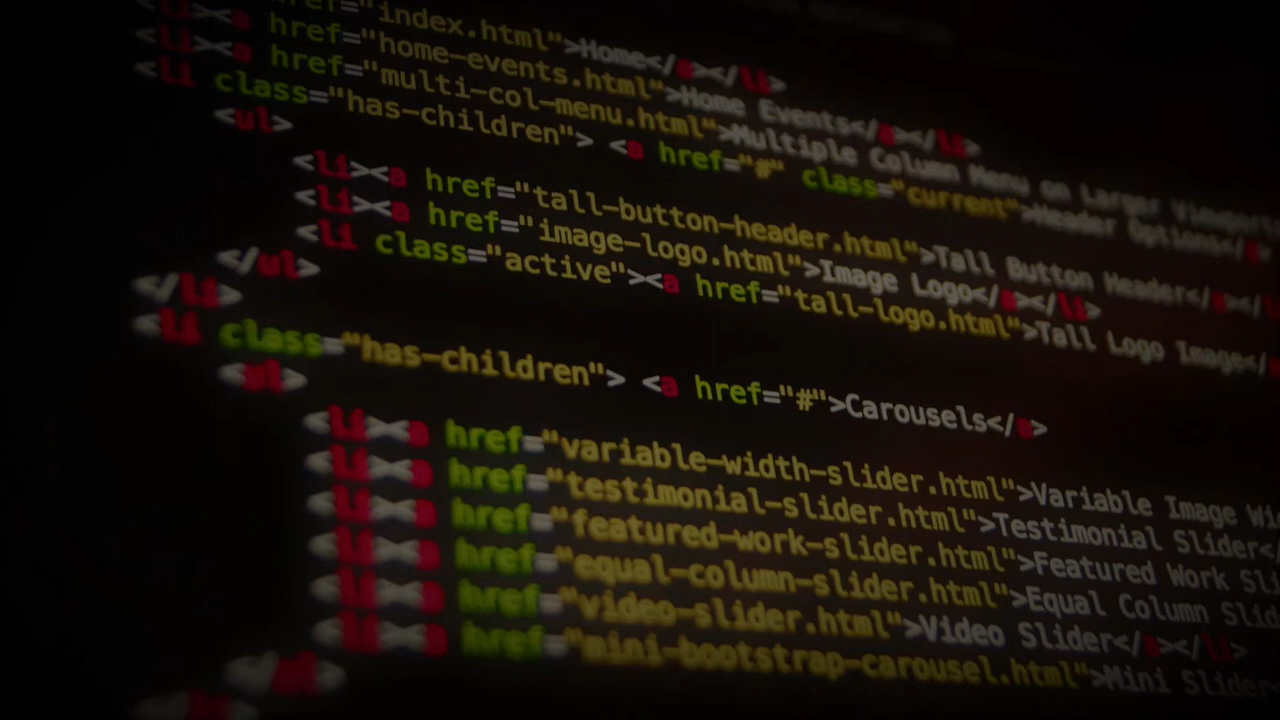 href="index.html">Home</a></li>
<li><a href="home-events.html">Home Events</a></li>
<li><a href="multi-col-menu.html">Multiple Column Menu on Larger Viewports
<li class="has-children"> <a href="#" class="current">Header Options</a>
<ul>
<li><a href="tall-button-header.html">Tall Button Header</a></li>
<li><a href="image-logo.html">Image Logo</a></li>
<li class="active"><a href="tall-logo.html">Tall Logo Image</a>
</ul>
</li>
<li class="has-children"> <a href="#">Carousels</a>
<ul>
<li><a href="variable-width-slider.html">Variable Image
<li><a href="testimonial-slider.html">Testimonial Slider</
<li><a href="featured-work-slider.html">Featured Work
<li><a href="equal-column-slider.html">Equal Column
<li><a href="video-slider.html">Video Slider</a></li>
<li><a href="mini-bootstrap-carousel.html">Mini Slider
</ul>